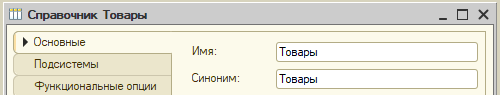 Справочник Товары
Основные
Имя: Товары
Подсистемы
Синоним: Товары
Функциональные опции